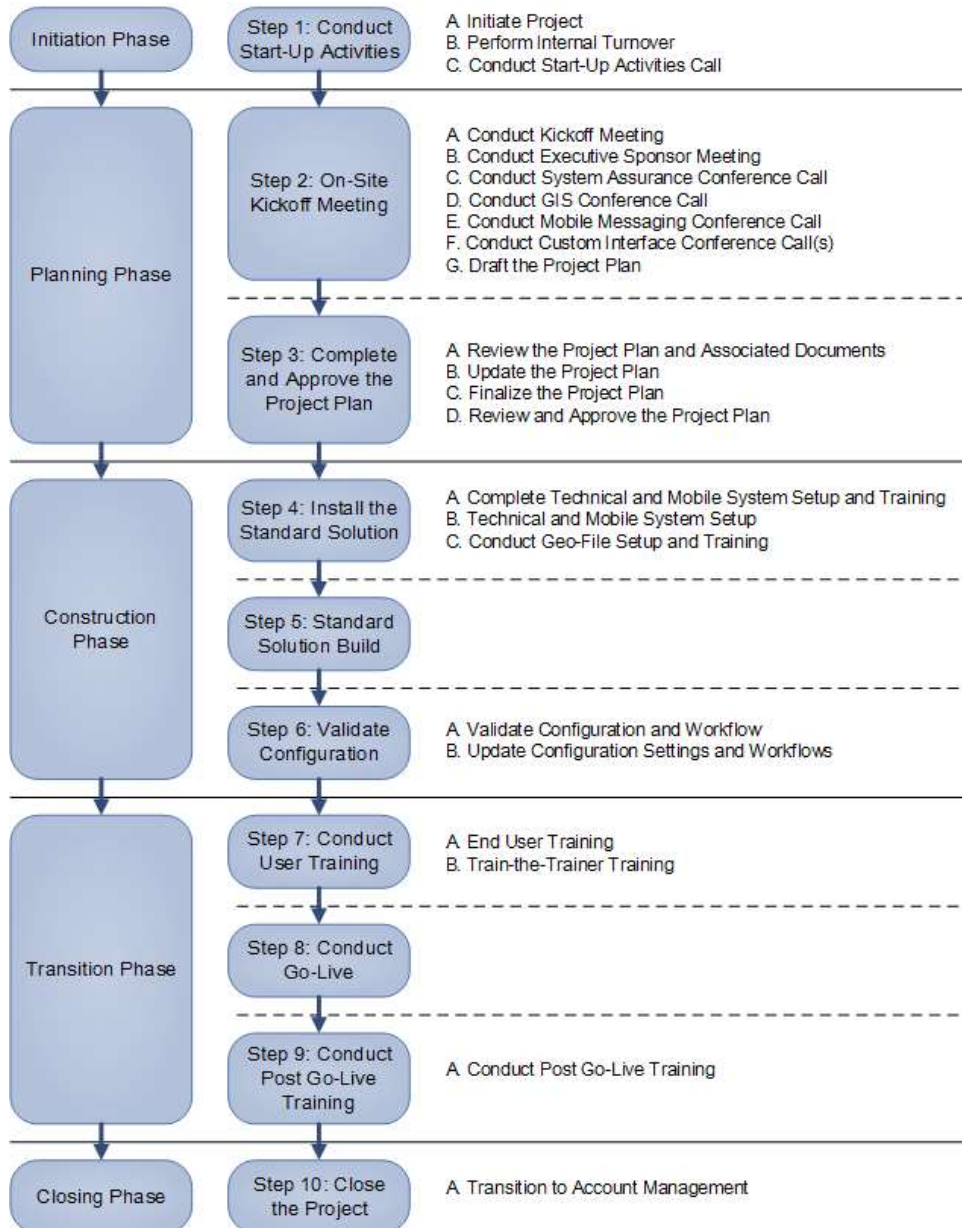 Initiation Phase
Step 1: Conduct
Start-Up Activities
A. Initiate Project
B. Perform Internal Turnover
C. Conduct Start-Up Activities Call
Planning Phase
Step 2: On-Site
Kickoff Meeting
A. Conduct Kickoff Meeting
B. Conduct Executive Sponsor Meeting
C. Conduct System Assurance Conference Call
D. Conduct GIS Conference Call
E. Conduct Mobile Messaging Conference Call
F. Conduct Custom Interface Conference Call(s)
G. Draft the Project Plan
Step 3: Complete
and Approve the
Project Plan
A. Review the Project Plan and Associated Documents
B. Update the Project Plan
C. Finalize the Project Plan
D. Review and Approve the Project Plan
Construction
Phase
Step 4: Install the
Standard Solution
A. Complete Technical and Mobile System Setup and Training
B. Technical and Mobile System Setup
C. Conduct Geo-File Setup and Training
Step 5: Standard
Solution Build
Step 6: Validate
Configuration
A. Validate Configuration and Workflow
B. Update Configuration Settings and Workflows
Transition Phase
Step 7: Conduct
User Training
A. End User Training
B. Train-the-Trainer Training
Step 8: Conduct
Go-Live
Step 9: Conduct
Post Go-Live
Training
A. Conduct Post Go-Live Training
Closing Phase
Step 10: Close
the Project
A. Transition to Account Management